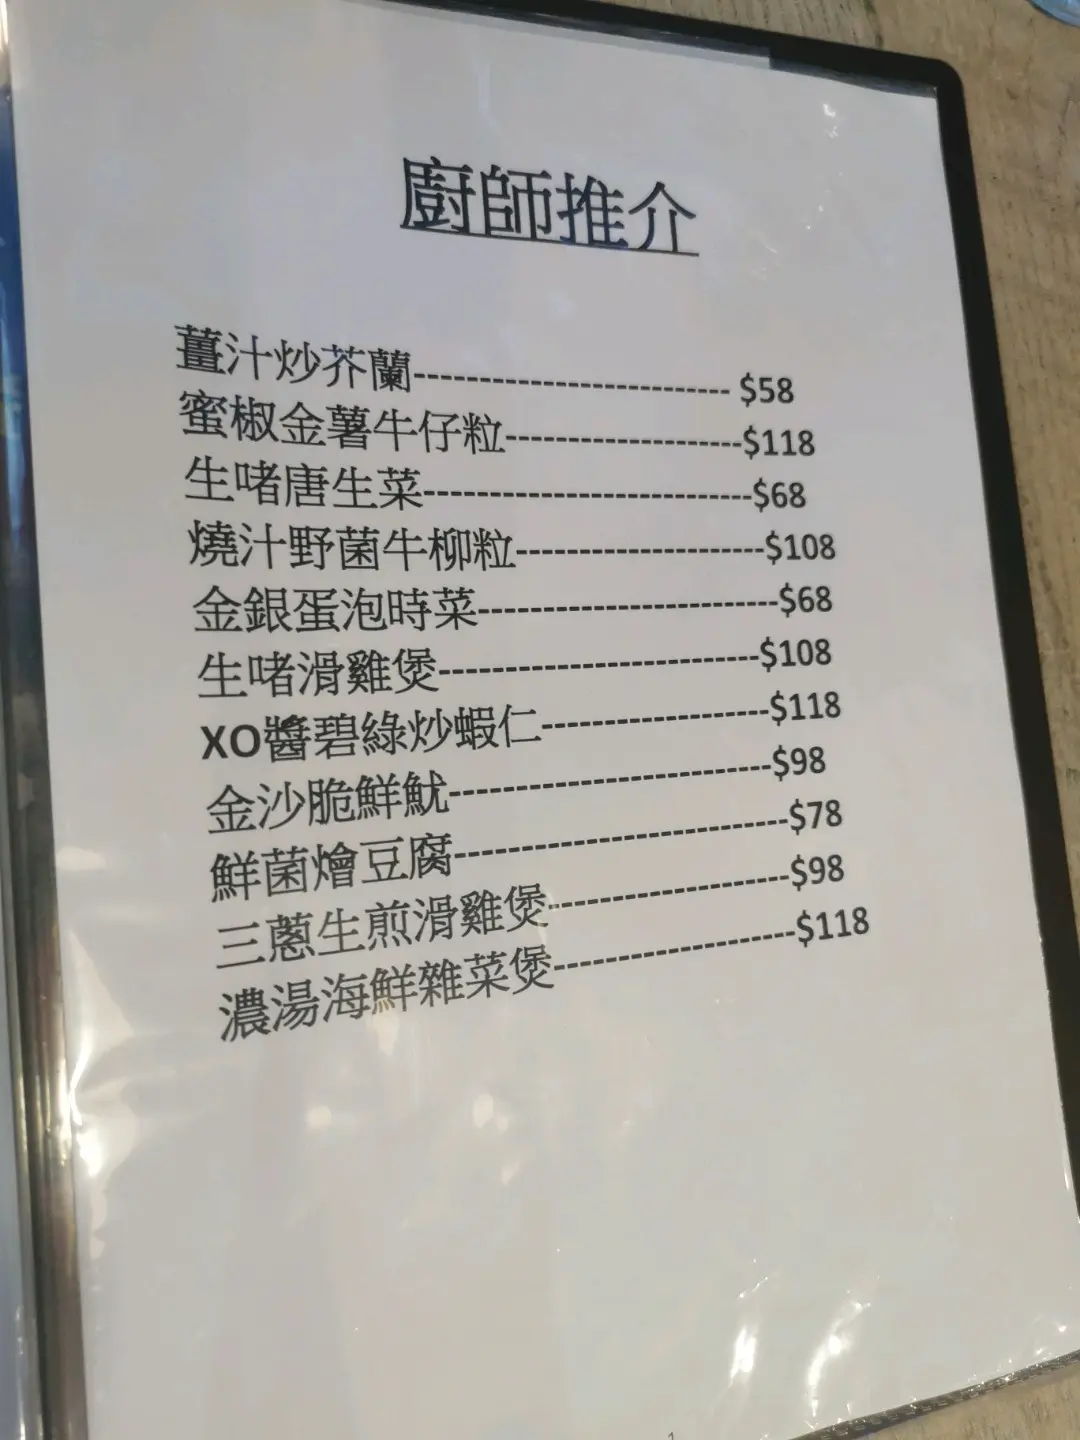 廚師推介
薑汁炒芥蘭------------------------------ $58
蜜椒金薯牛仔粒----------------------$118
生啫唐生菜-------------------------------$68
燒汁野菌牛柳粒-----------------------$108
金銀蛋泡時菜----------------------------$68
生啫滑雞煲------------------------------$108
XO醬碧綠炒蝦仁---------------------$118
金沙脆鮮魷------------------------------$98
鮮菌燴豆腐-------------------------------$78
三蔥生煎滑雞煲-----------------------$98
濃湯海鮮雜菜煲-----------------------$118
1